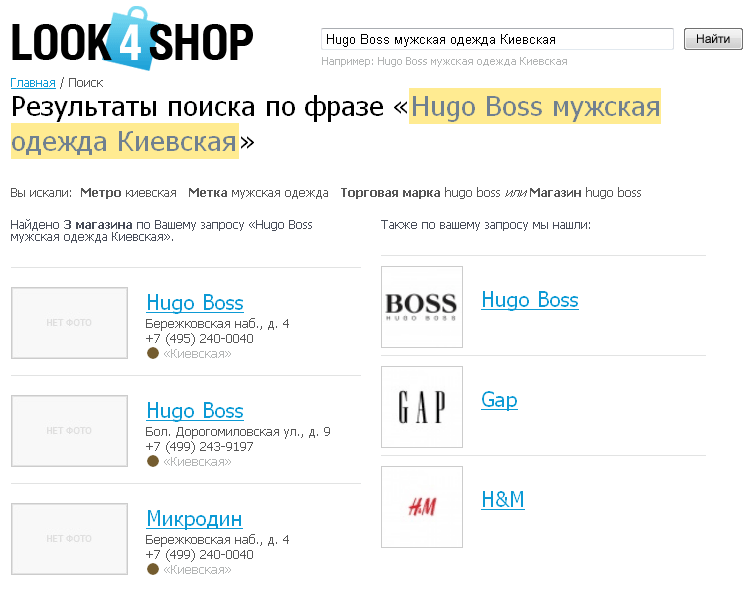 LOOK4SHOP
Hugo Boss мужская одежда Киевская
Найти
Например: Hugo Boss мужская одежда Киевская
Главная / Поиск
Результаты поиска по фразе «Hugo Boss мужская
одежда Киевская»
Вы искали: Метро киевская Метка мужская одежда Торговая марка hugo boss или Магазин hugo boss
Найдено 3 магазина по Вашему запросу «Hugo Boss
мужская одежда Киевская».
НЕТ ФОТО
Hugo Boss
Бережковская наб., д. 4
+7 (495) 240-0040
«Киевская»
НЕТ ФОТО
Hugo Boss
Бол. Дорогомиловская ул., д. 9
+7 (499) 243-9197
«Киевская»
НЕТ ФОТО
Микродин
Бережковская наб., д. 4
+7 (499) 240-0040
«Киевская»
Также по вашему запросу мы нашли:
BOSS
HUGO BOSS
Hugo Boss
GAP
Gap
H&M
H&M